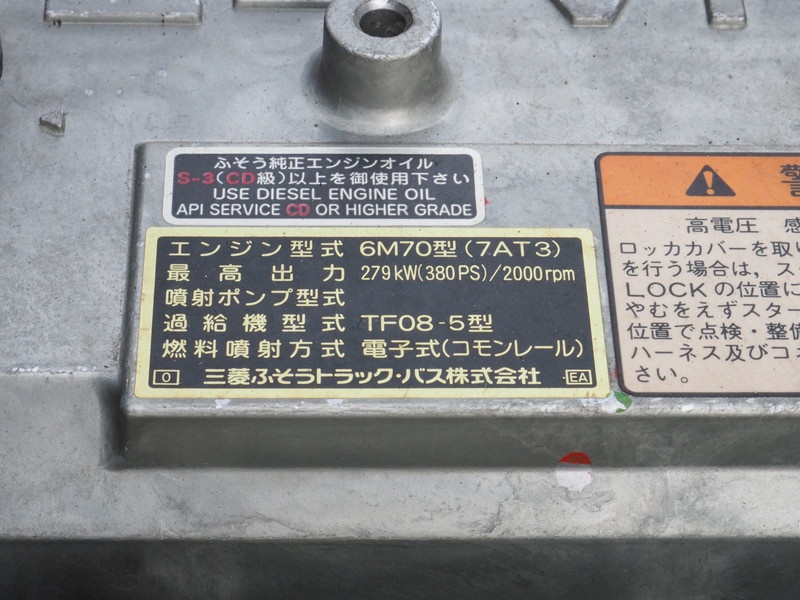 ふそう純正エンジンオイル
S-3(CD級)以上を御使用下さい
USE DIESEL ENGINE OIL
API SERVICE CD OR HIGHER GRADE
エンジン型式 6M70型(7AT3)
最高出力 279kW(380PS)/2000rpm
噴射ポンプ型式
過給機型式 TF08-5型
燃料噴射方式 電子式(コモンレール)
0 三菱ふそうトラック・バス株式会社 EA
高電圧 感
ロッカカバーを取り
を行う場合は，ス
LOCKの位置に
やむをえずスター
位置で点検・整備
ハーネス及びコネ
さい。